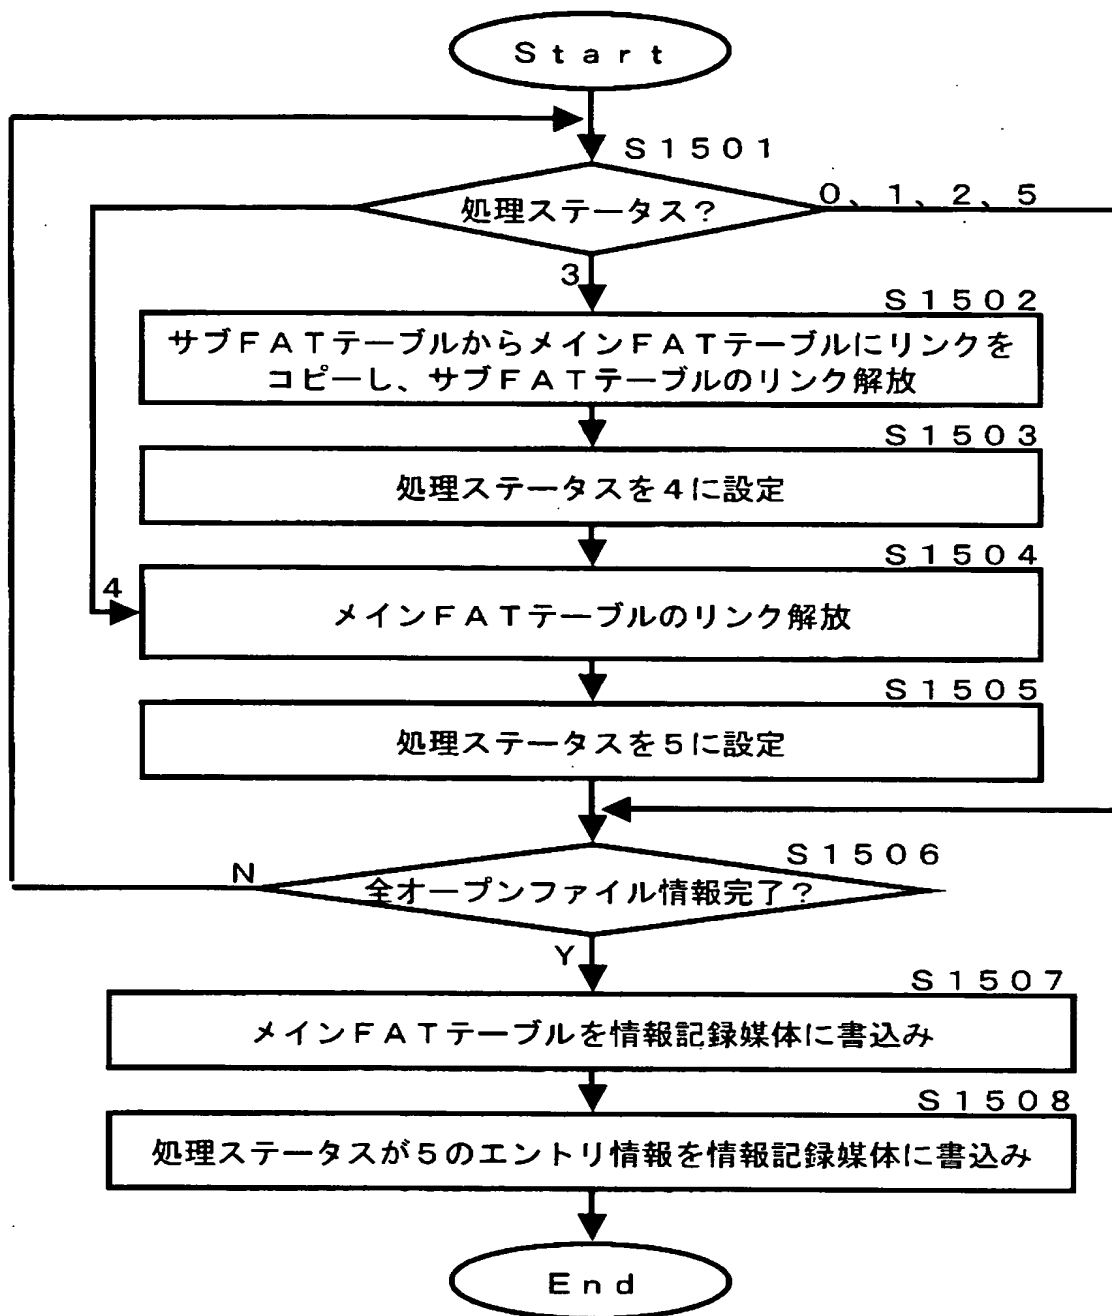 Start
S1501
処理ステータス?
0、1、2、5
3
S1502
サブFATテーブルからメインFATテーブルにリンクを
コピーし、サブFATテーブルのリンク解放
S1503
処理ステータスを4に設定
S1504
4
メインFATテーブルのリンク解放
S1505
処理ステータスを5に設定
S1506
N
全オープンファイル情報完了?
Y
S1507
メインFATテーブルを情報記録媒体に書込み
S1508
処理ステータスが5のエントリ情報を情報記録媒体に書込み
End